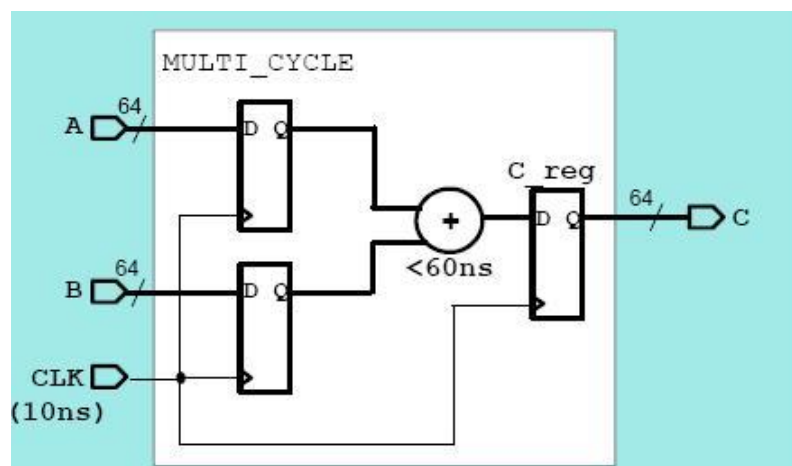 MULTI_CYCLE
64
A
D Q
C_reg
64
D Q
C
+
<60ns
64
B
D Q
CLK
(10ns)